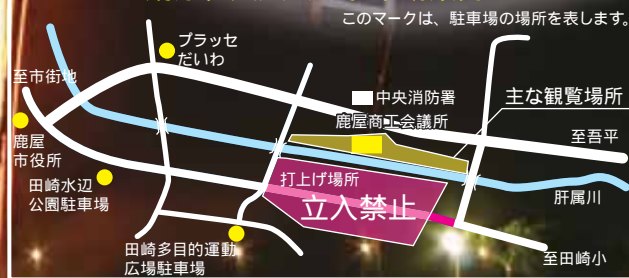 このマークは、駐車場の場所を表します。
プラッセ
だいわ
至市街地
中央消防署
主な観覧場所
鹿屋商工会議所
至吾平
鹿屋
市役所
打上げ場所
田崎水辺
公園駐車場
立入禁止
肝属川
田崎多目的運動
広場駐車場
至田崎小